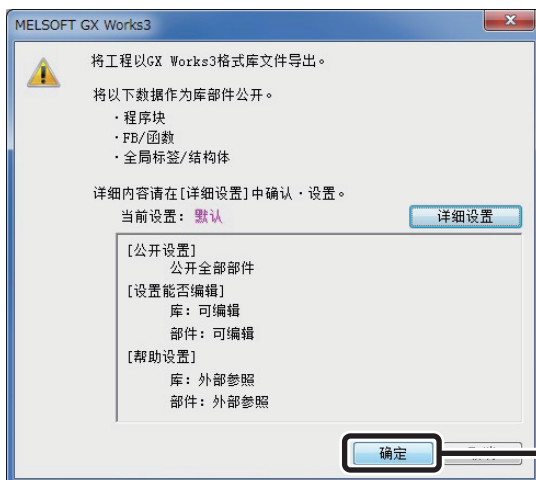 MELSOFT GX Works3
将工程以GX Works3格式库文件导出。
将以下数据作为库部件公开。
・程序块
・FB/函数
・全局标签/结构体
详细内容请在[详细设置]中确认・设置。
当前设置：默认
详细设置
[公开设置]
公开全部部件
[设置能否编辑]
库：可编辑
部件：可编辑
[帮助设置]
库：外部参照
部件：外部参照
确定